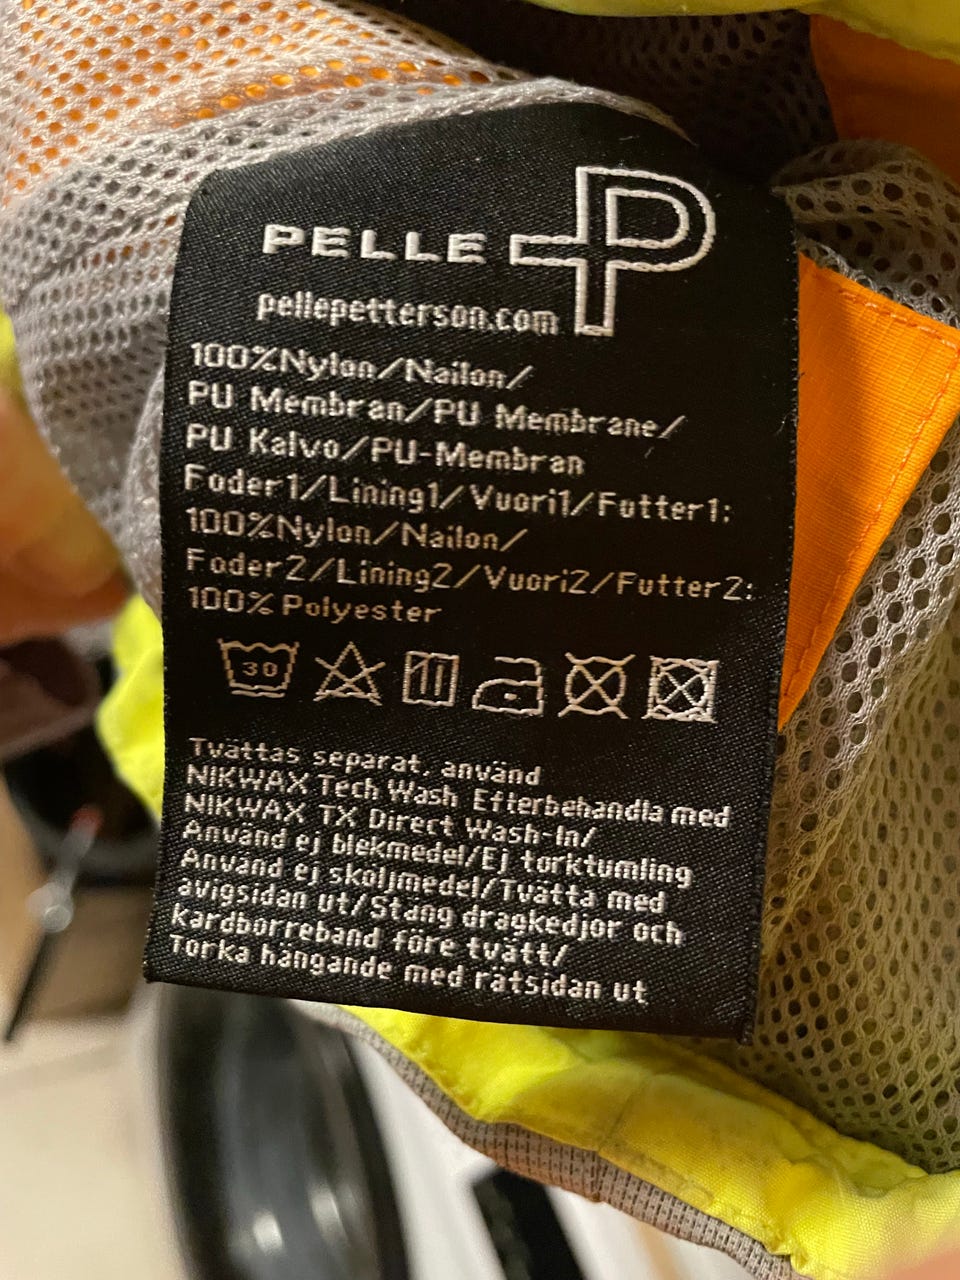 PELLE P
pellepetterson.com
100%Nylon/Nailon/
PU Membran/PU Membrane/
PU Kalvo/PU-Membran
Foder1/Lining1/Vuori1/Futter1:
100%Nylon/Nailon/
Foder2/Lining2/Vuori2/Futter2:
100%Polyester
30
Tvättas separat, använd
NIKWAX Tech Wash Efterbehandla med
NIKWAX TX Direct Wash-In/
Använd ej blekmedel/Ej torktumling
Använd ej sköljmedel/Tvätta med
avigsidan ut/Stäng dragkedjor och
kardborreband före tvätt/
Torka hängande med rätsidan ut